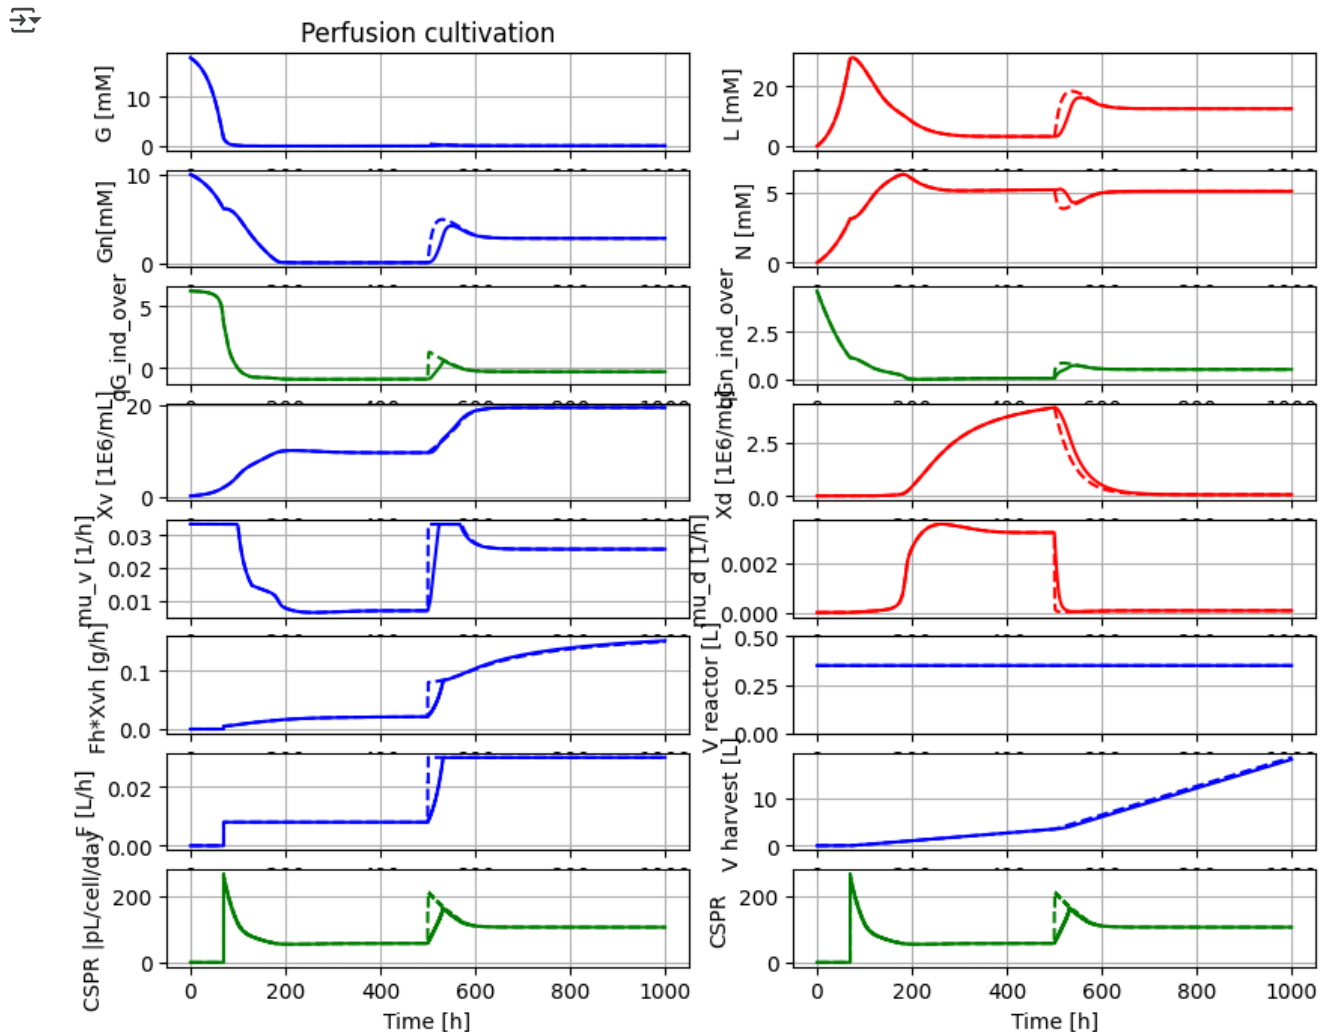 Perfusion cultivation
G [mM]
10
0
L [mM]
20
0
Gn[mM]
10
0
N [mM]
5
0
qG_ind_over
5
0
qGn_ind_over
2.5
0.0
Xv [1E6/mL]
20
0
Xd [1E6/mL]
2.5
0.0
mu_v [1/h]
0.03
0.02
0.01
mu_d [1/h]
0.002
0.000
Fh*Xvh [g/h]
0.1
0.0
V reactor [L]
0.50
0.25
0.00
F [L/h]
0.02
0.00
V harvest [L]
10
0
CSPR |pL/cell/day
200
0
CSPR
200
0
0 200 400 600 800 1000
0 200 400 600 800 1000
Time [h]
Time [h]